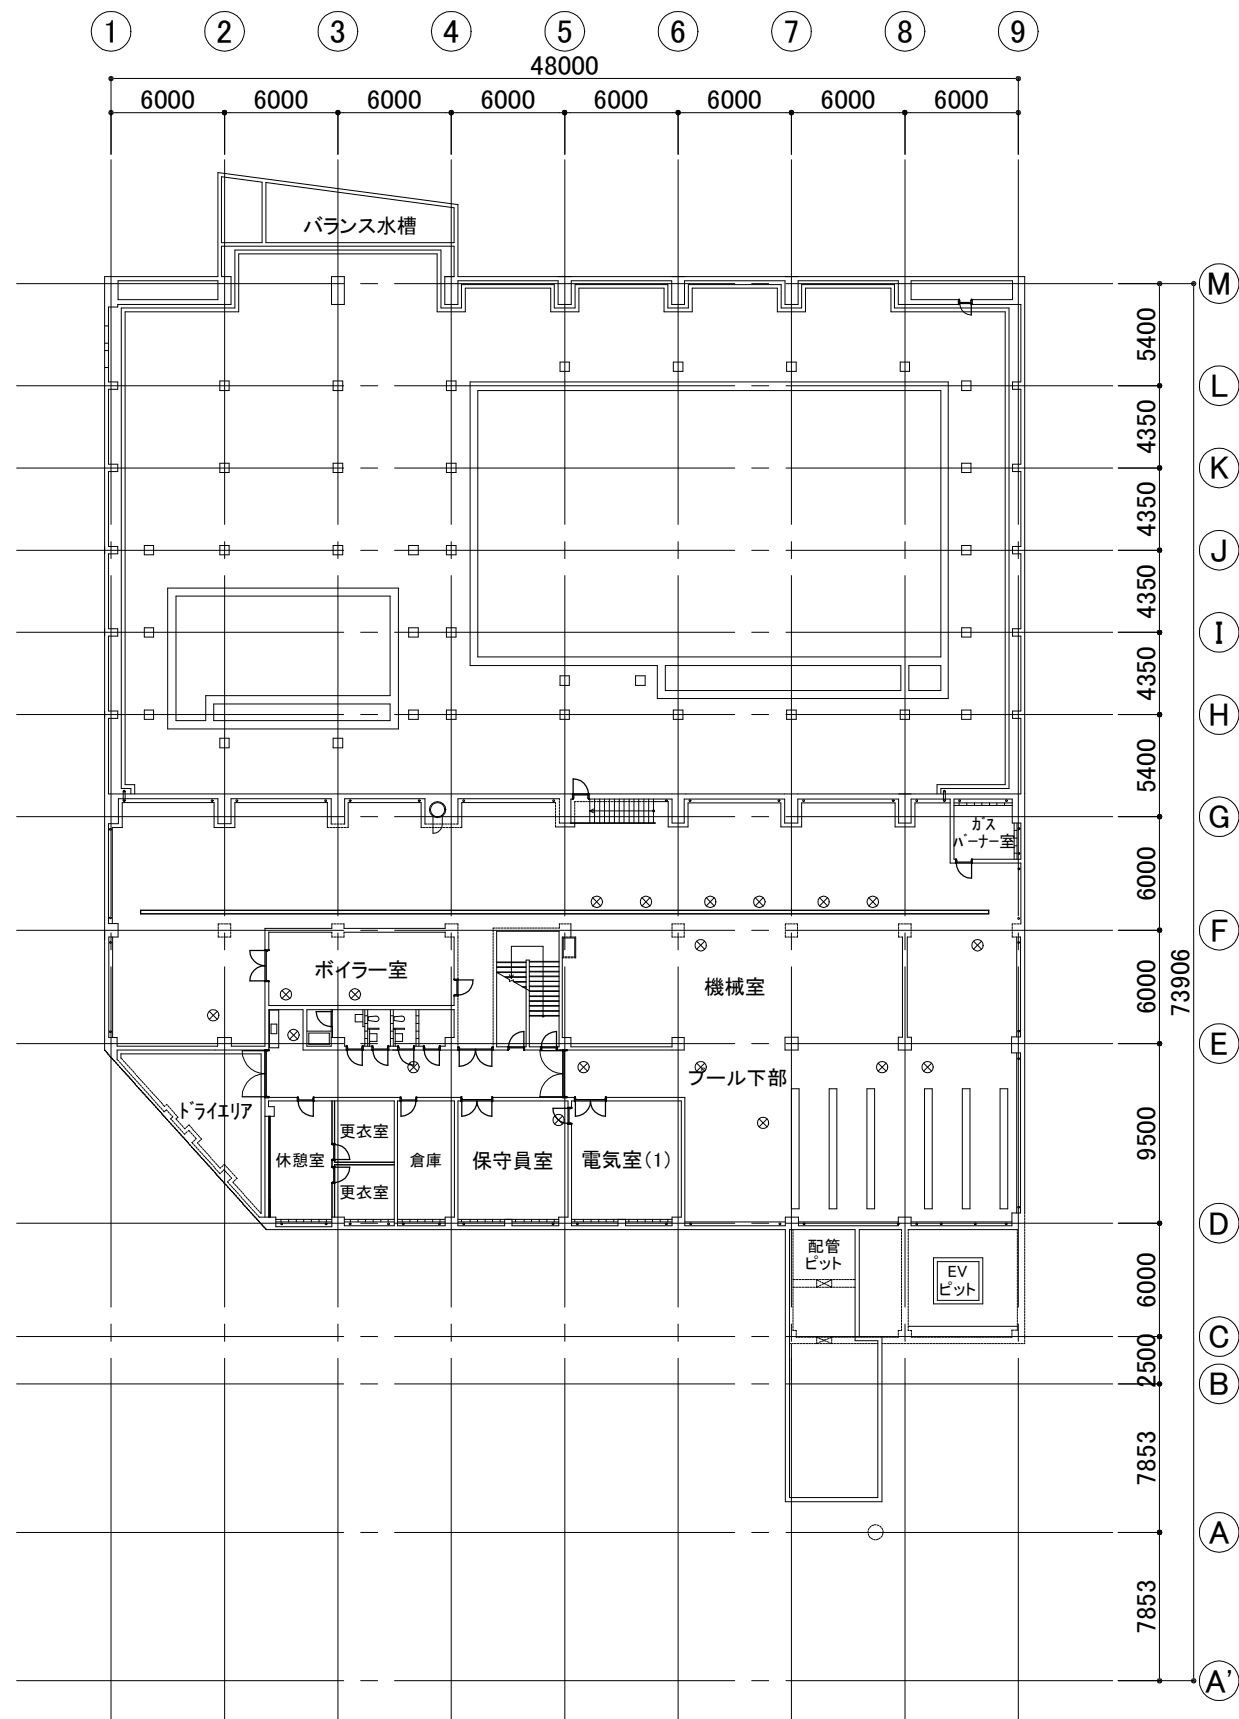 1 2 3 4 5 6 7 8 9
48000
6000 6000 6000 6000 6000 6000 6000 6000
バランス水槽
M
5400
L
4350
K
4350
J
4350
I
4350
H
5400
G
ガス
バーナー室
6000
F
ボイラー室
機械室
6000
73906
E
プール下部
ドライエリア
更衣室
休憩室
倉庫
保守員室
電気室(1)
更衣室
9500
D
配管
ピット
EV
ピット
6000
C
2500
B
7853
A
7853
A'